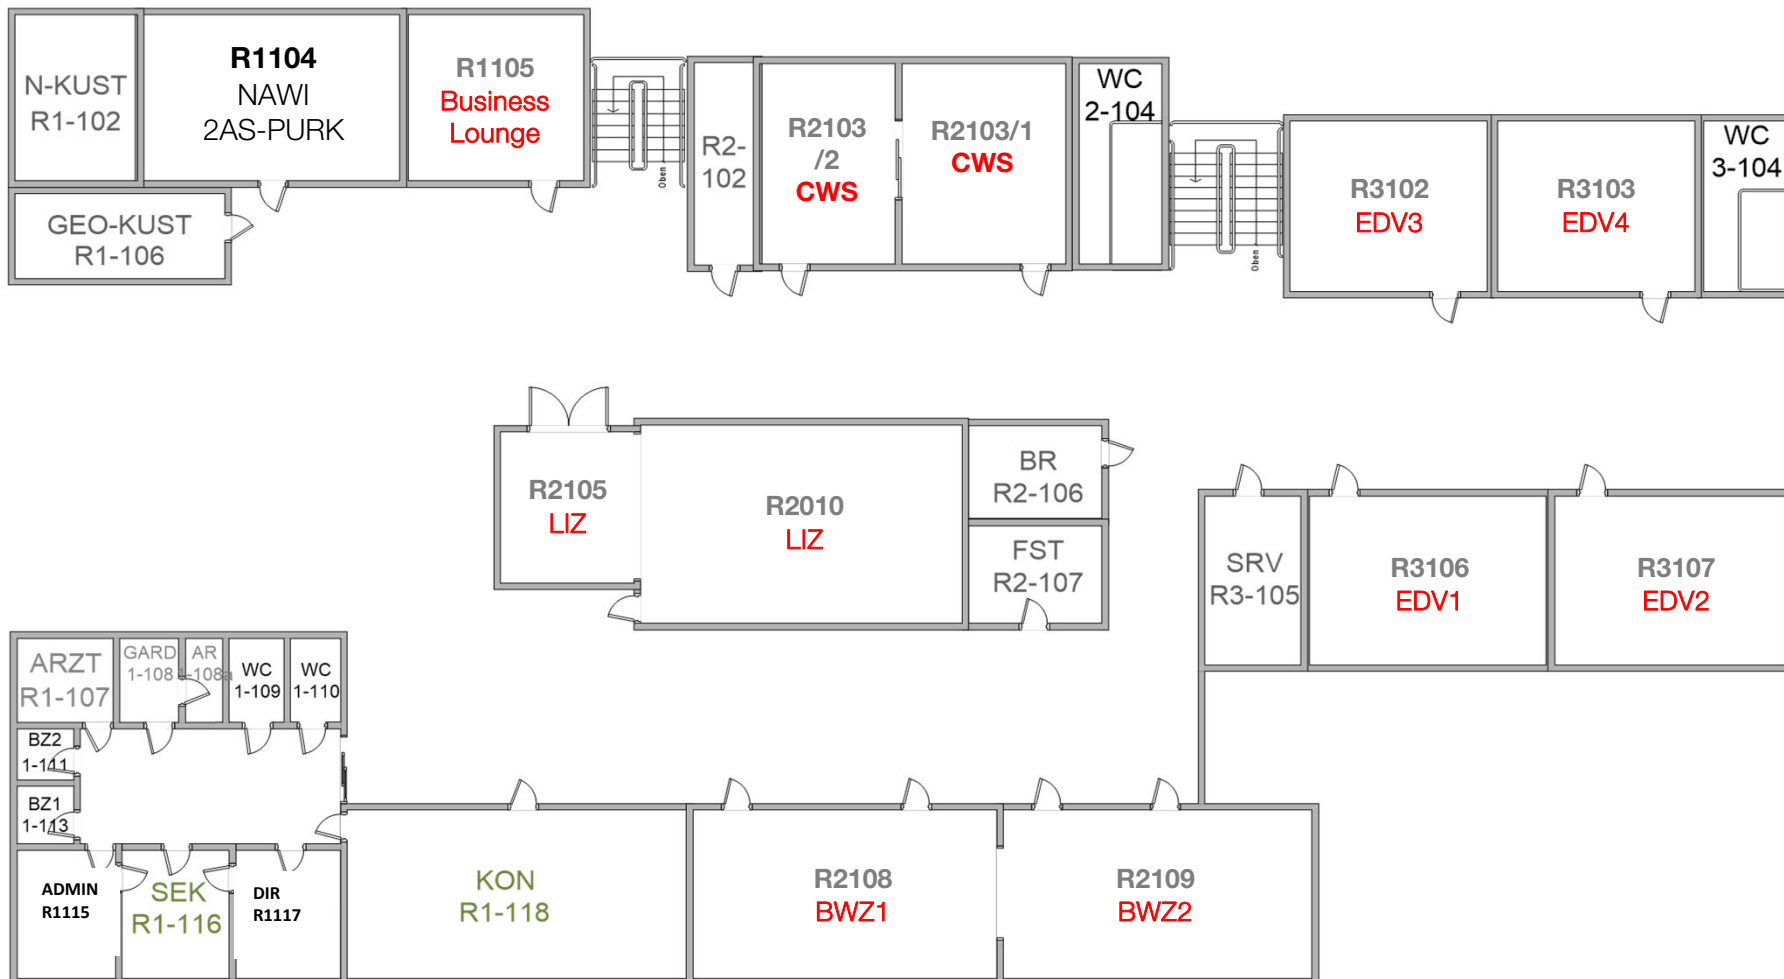 N-KUST
R1-102
R1104
NAWI
2AS-PURK
R1105
Business
Lounge
Oben
R2-
102
R2103
/2
CWS
R2103/1
CWS
WC
2-104
Oben
R3102
EDV3
R3103
EDV4
WC
3-104
GEO-KUST
R1-106
R2105
LIZ
R2010
LIZ
BR
R2-106
FST
R2-107
SRV
R3-105
R3106
EDV1
R3107
EDV2
ARZT
R1-107
GARD
1-108
AR
1-108a
WC
1-109
WC
1-110
BZ2
1-111
BZ1
1-113
ADMIN
R1115
SEK
R1-116
DIR
R1117
KON
R1-118
R2108
BWZ1
R2109
BWZ2